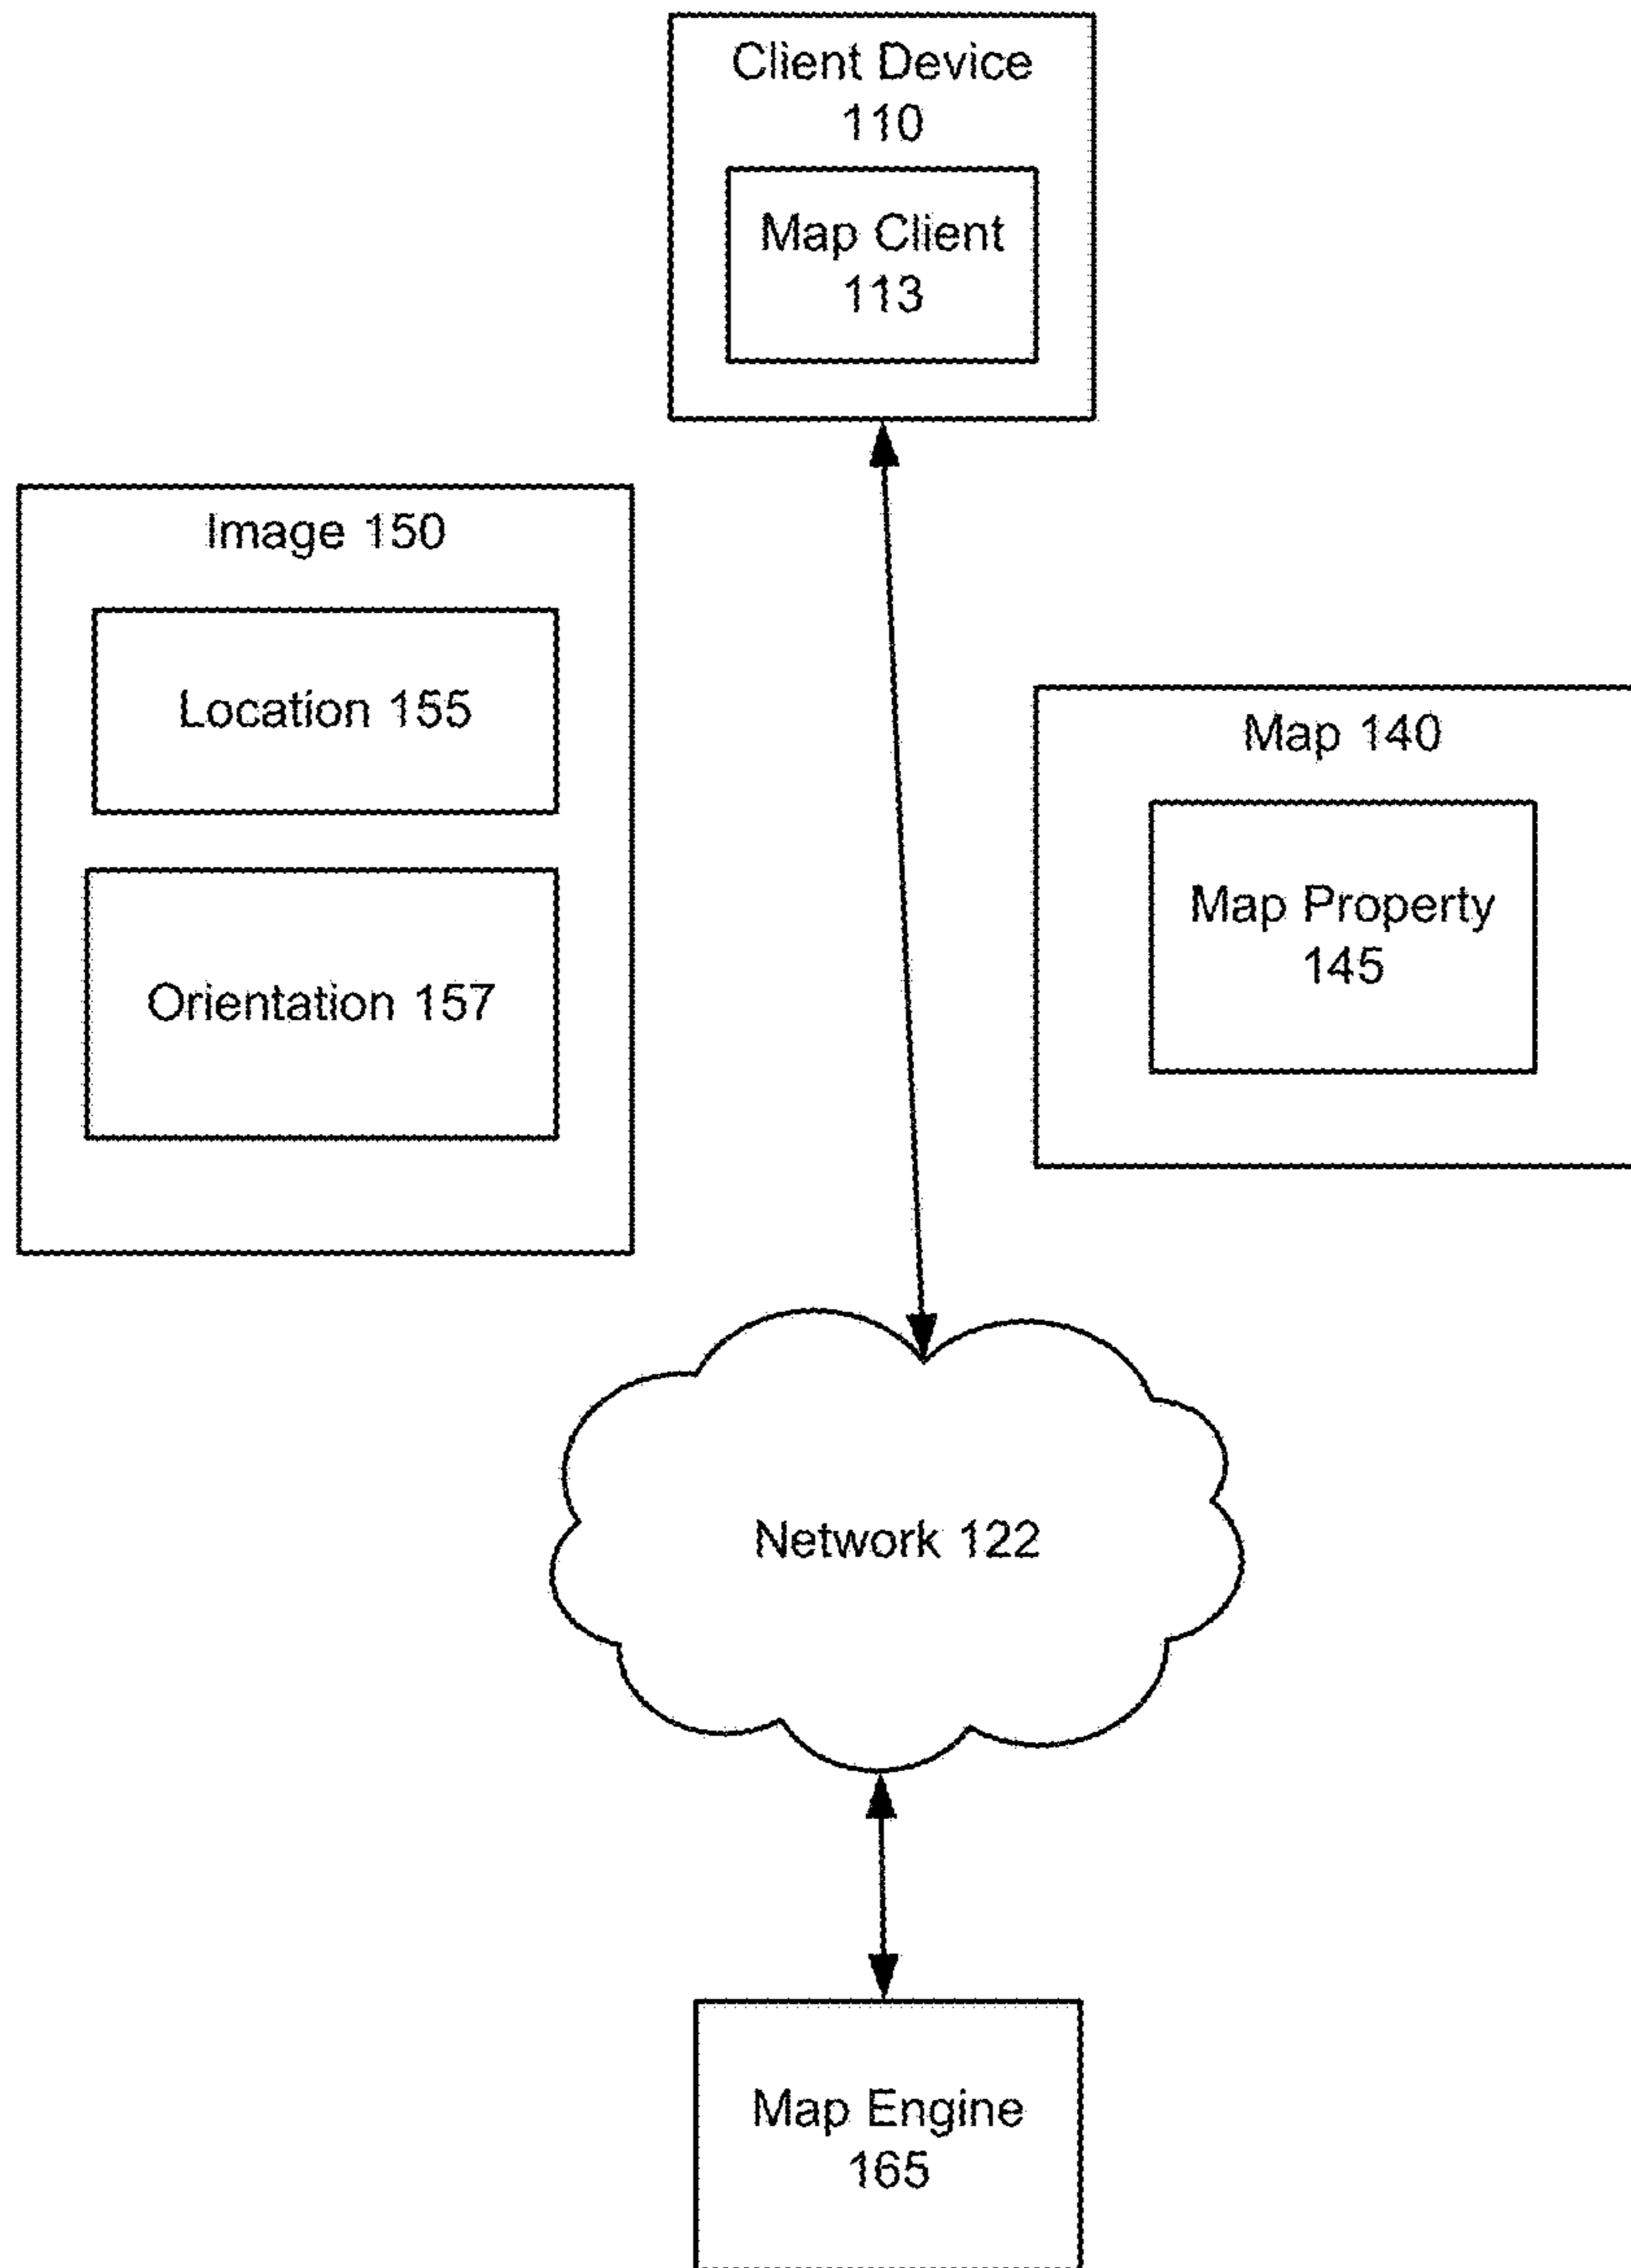 Client Device
110
Map Client
113
Image 150
Location 155
Orientation 157
Map 140
Map Property
145
Network 122
Map Engine
165